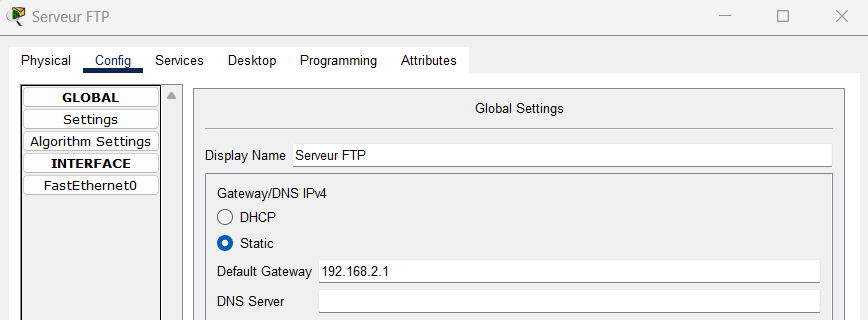 Serveur FTP
Physical Config Services Desktop Programming Attributes
GLOBAL
Settings
Algorithm Settings
INTERFACE
FastEthernet0
Global Settings
Display Name Serveur FTP
Gateway/DNS IPv4
DHCP
Static
Default Gateway 192.168.2.1
DNS Server